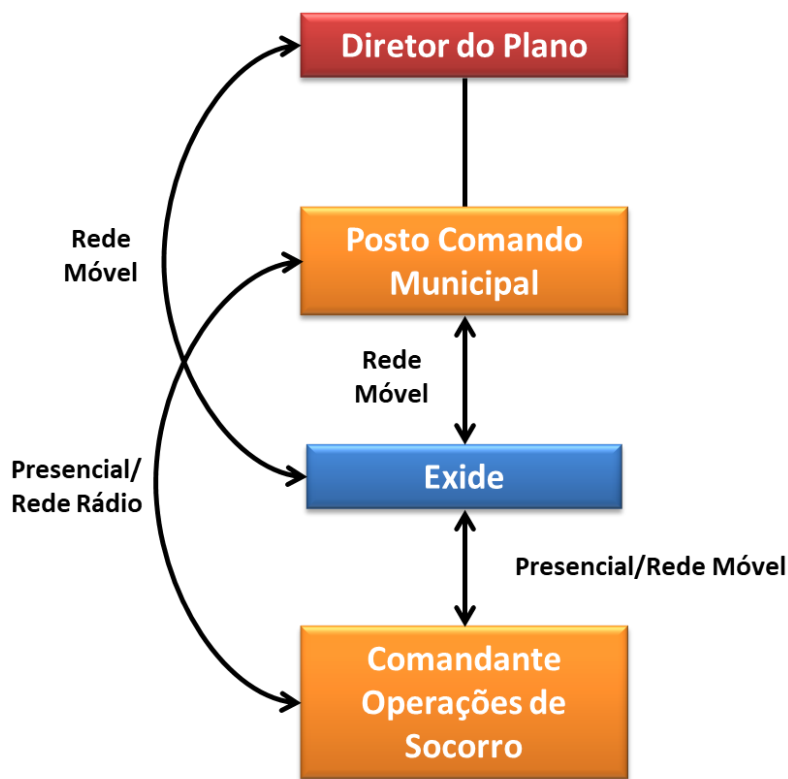 Diretor do Plano
Rede
Móvel
Posto Comando
Municipal
Rede
Móvel
Presencial/
Rede Rádio
Exide
Presencial/Rede Móvel
Comandante
Operações de
Socorro